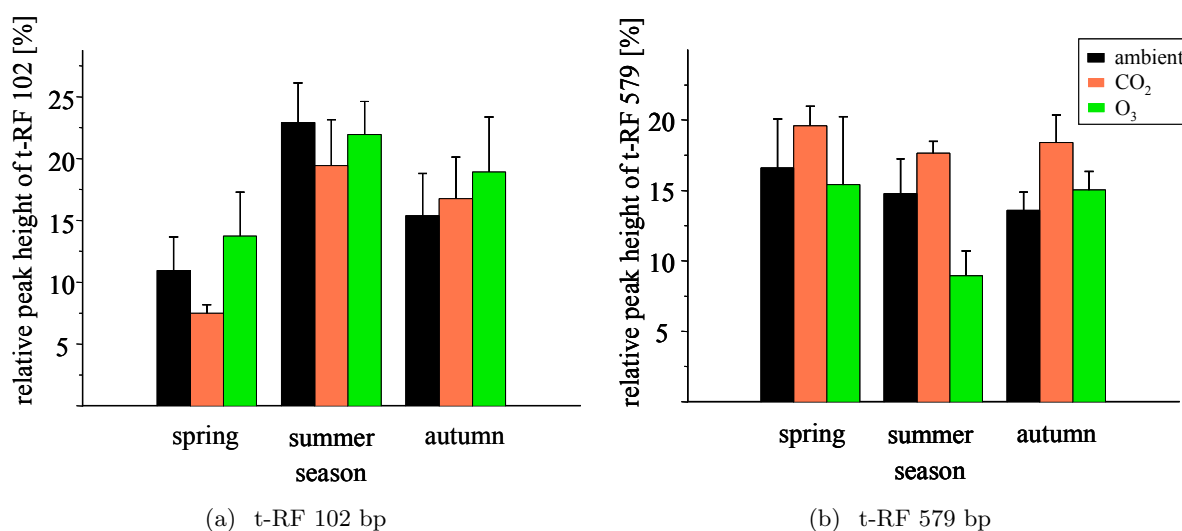 relative peak height of t-RF 102 [%]
25
20
15
10
5
spring summer autumn
season
(a) t-RF 102 bp
relative peak height of t-RF 579 [%]
20
15
10
5
spring summer autumn
season
(b) t-RF 579 bp
ambient
CO₂
O₃